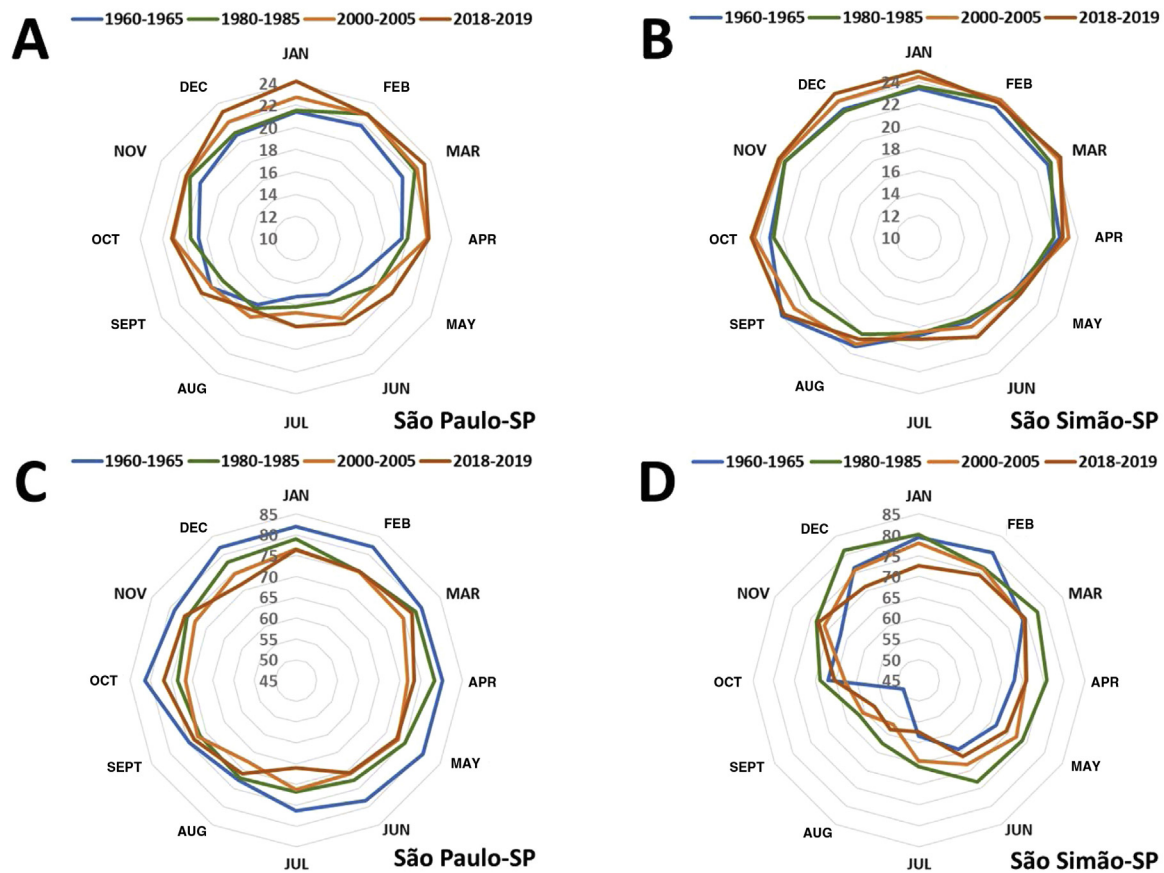 A
1960-1965 1980-1985 2000-2005 2018-2019
JAN
FEB
MAR
APR
MAY
JUN
JUL
AUG
SEPT
OCT
NOV
DEC
24
22
20
18
16
14
12
10
São Paulo-SP
B
1960-1965 1980-1985 2000-2005 2018-2019
JAN
FEB
MAR
APR
MAY
JUN
JUL
AUG
SEPT
OCT
NOV
DEC
24
22
20
18
16
14
12
10
São Simão-SP
C
1960-1965 1980-1985 2000-2005 2018-2019
JAN
FEB
MAR
APR
MAY
JUN
JUL
AUG
SEPT
OCT
NOV
DEC
85
80
75
70
65
60
55
50
45
São Paulo-SP
D
1960-1965 1980-1985 2000-2005 2018-2019
JAN
FEB
MAR
APR
MAY
JUN
JUL
AUG
SEPT
OCT
NOV
DEC
85
80
75
70
65
60
55
50
45
São Simão-SP